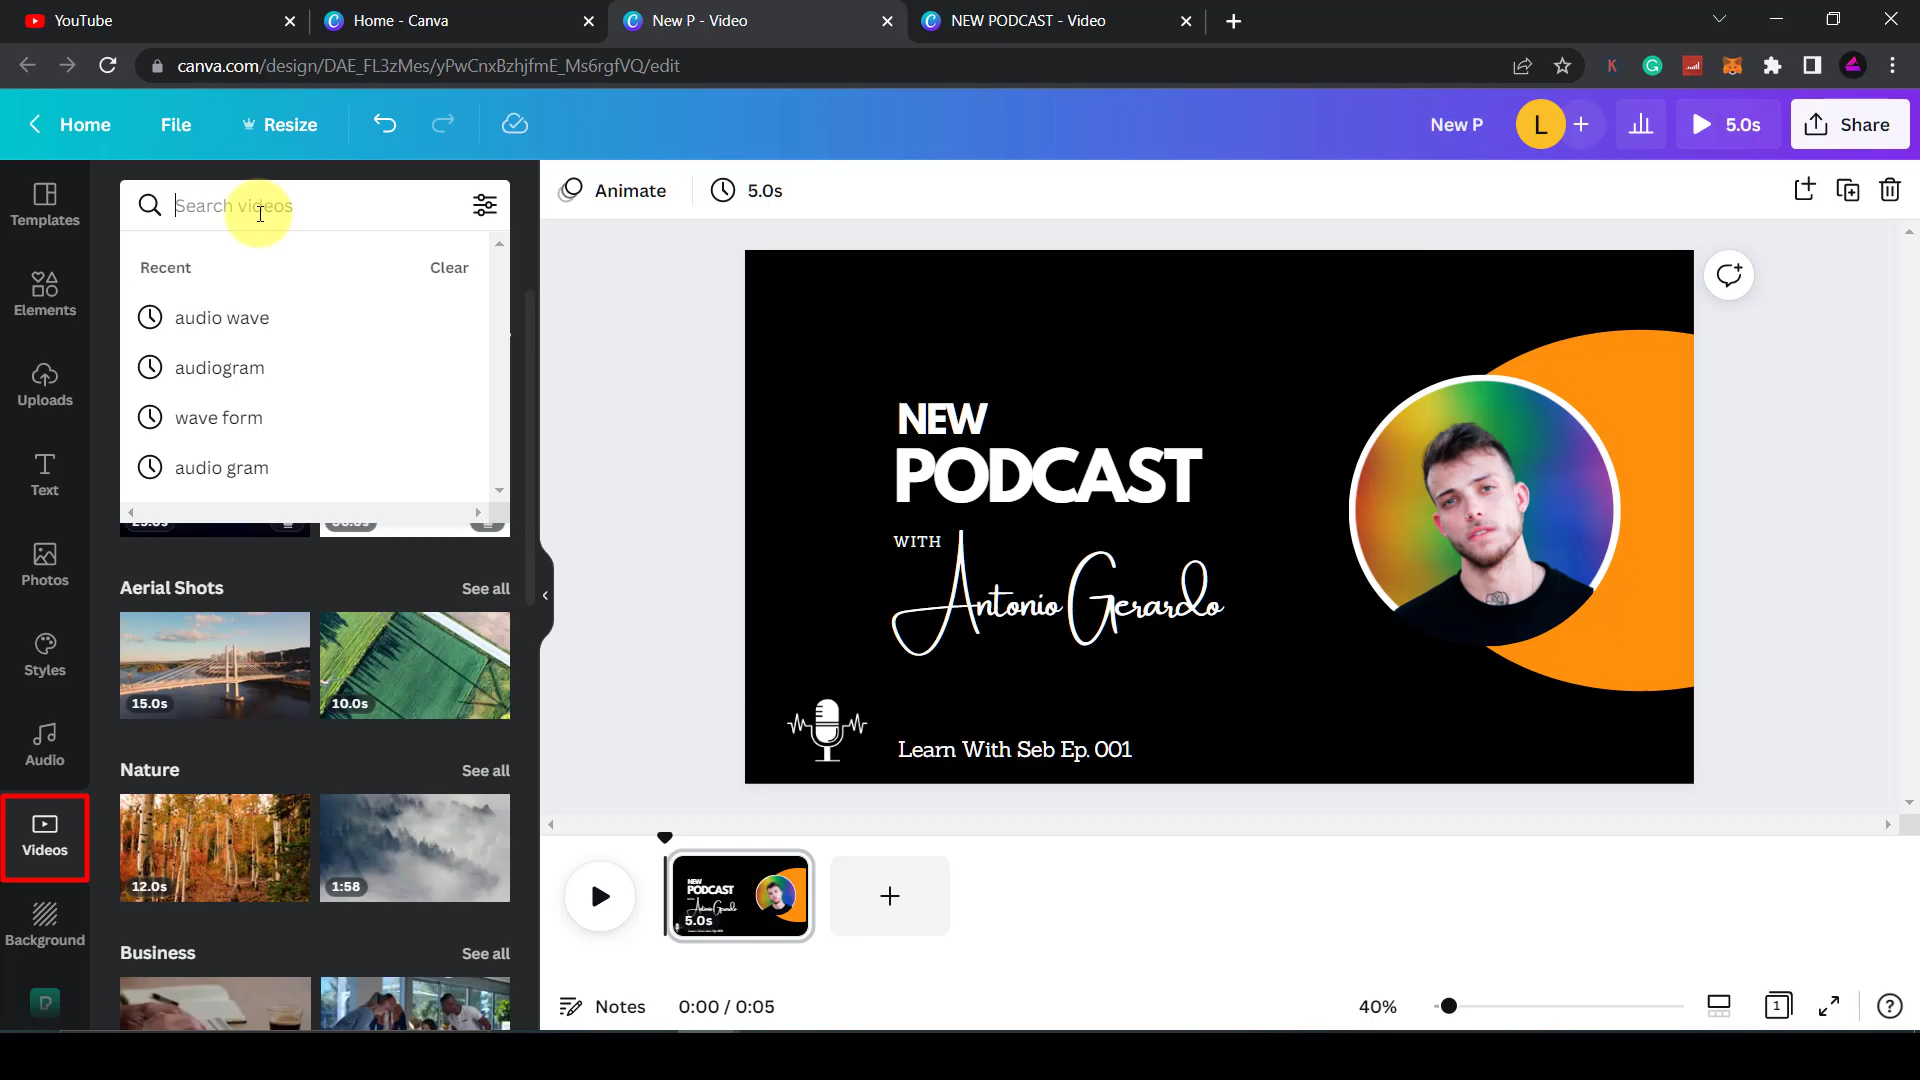 YouTube
Home - Canva
New P - Video
NEW PODCAST - Video
canva.com/design/DAE_FL3zMes/yPwCnxBzhjfmE_Ms6rgfVQ/edit
Home
File
Resize
New P
L
5.0s
Share
Templates
Elements
Uploads
Text
Photos
Styles
Audio
Videos
Background
Search videos
Recent
Clear
audio wave
audiogram
wave form
audio gram
Aerial Shots
See all
15.0s
10.0s
Nature
See all
12.0s
1:58
Business
See all
Animate
5.0s
NEW
PODCAST
WITH
Antonio Gerardo
Learn With Seb Ep. 001
NEW
PODCAST
Antonio Gerardo
5.0s
Notes
0:00 / 0:05
40%
1